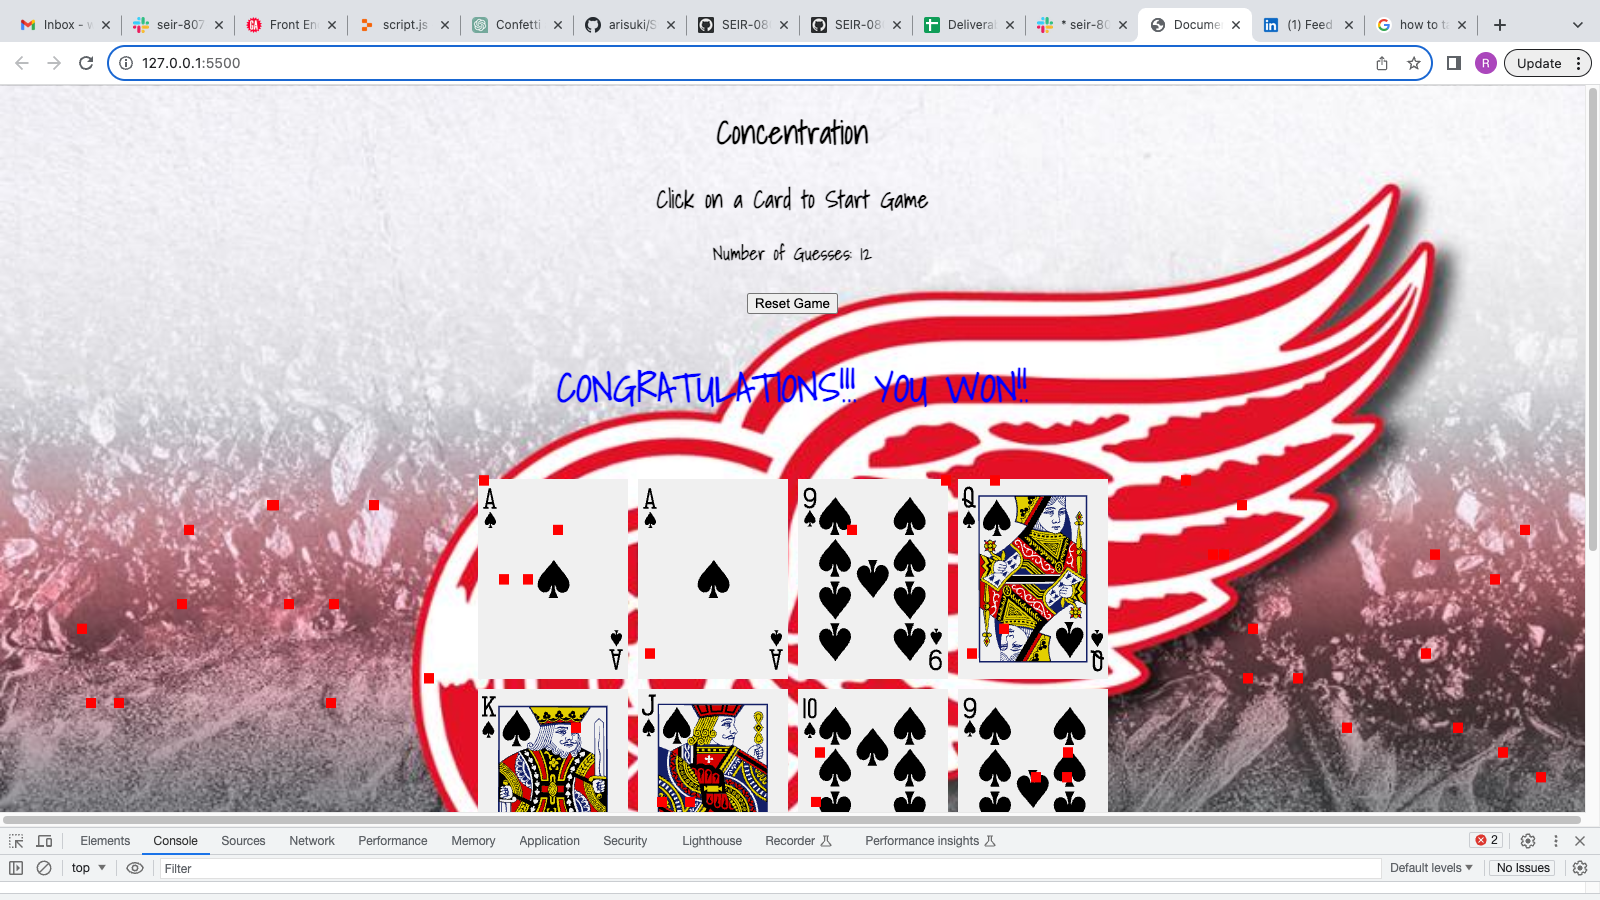 Inbox - w
seir-807
Front En
script.js
Confetti
arisuki/S
SEIR-08
SEIR-08
Deliveral
* seir-80
Docume
(1) Feed
how to ta
127.0.0.1:5500
R
Update
Concentration
Click on a Card to Start Game
Number of Guesses: 12
Reset Game
CONGRATULATIONS!!! YOU WON!!
A
A
9
Q
A
A
9
Q
K
J
10
9
Elements
Console
Sources
Network
Performance
Memory
Application
Security
Lighthouse
Recorder
Performance insights
2
top
Filter
Default levels
No Issues